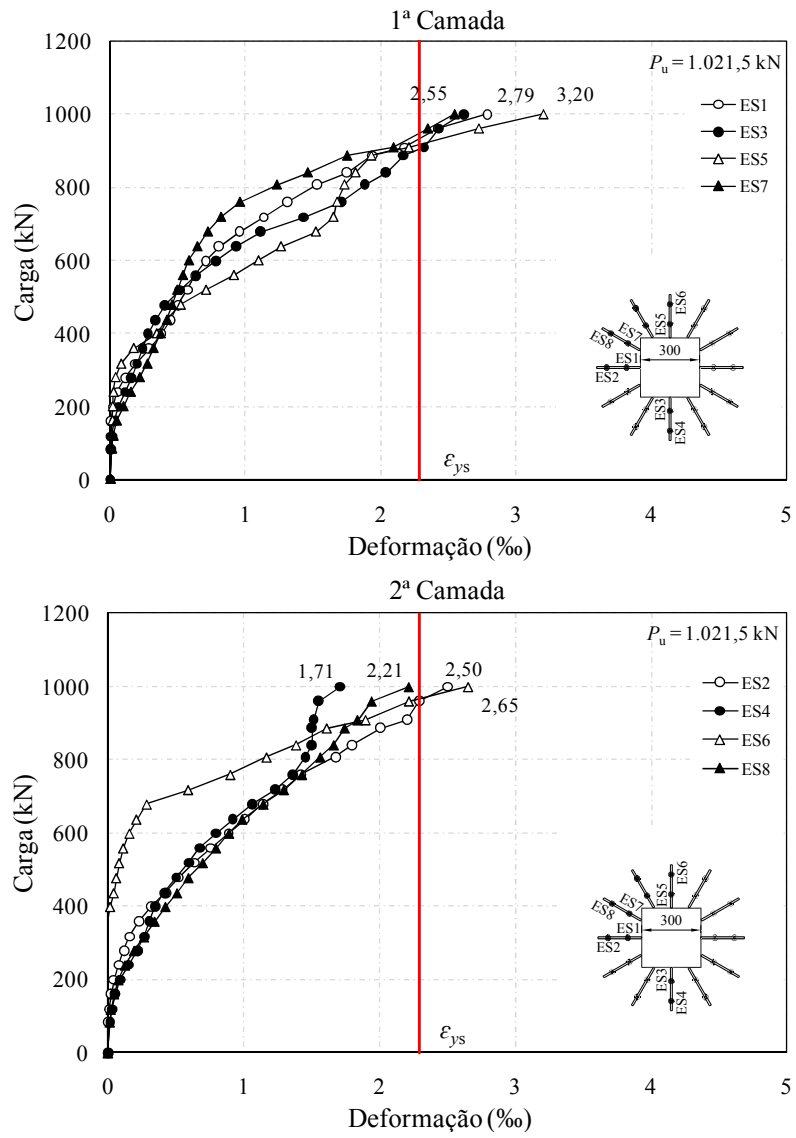 1ª Camada
1200
1000
800
600
400
200
0
Carga (kN)
P_u = 1.021,5 kN
2,55
2,79
3,20
ES1
ES3
ES5
ES7
ES6
ES5
ES7
ES8
ES1
300
ES2
ES3
ES4
ε_ys
0
1
2
3
4
5
Deformação (‰)
2ª Camada
1200
1000
800
600
400
200
0
Carga (kN)
P_u = 1.021,5 kN
1,71
2,21
2,50
2,65
ES2
ES4
ES6
ES8
ES6
ES5
ES7
ES8
ES1
300
ES2
ES3
ES4
ε_ys
0
1
2
3
4
5
Deformação (‰)